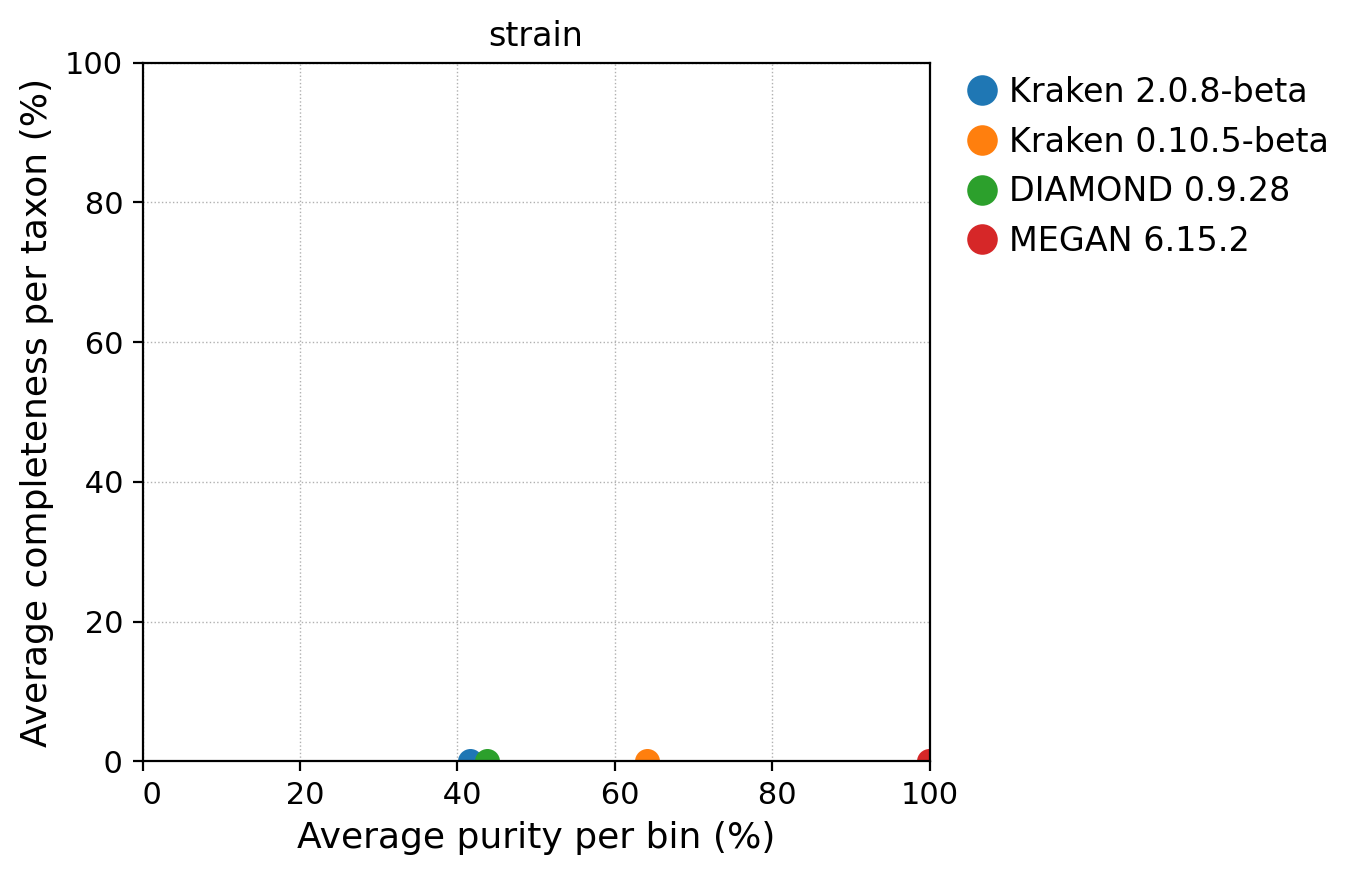 strain
Average completeness per taxon (%)
100
80
60
40
20
0
0 20 40 60 80 100
Average purity per bin (%)
Kraken 2.0.8-beta
Kraken 0.10.5-beta
DIAMOND 0.9.28
MEGAN 6.15.2